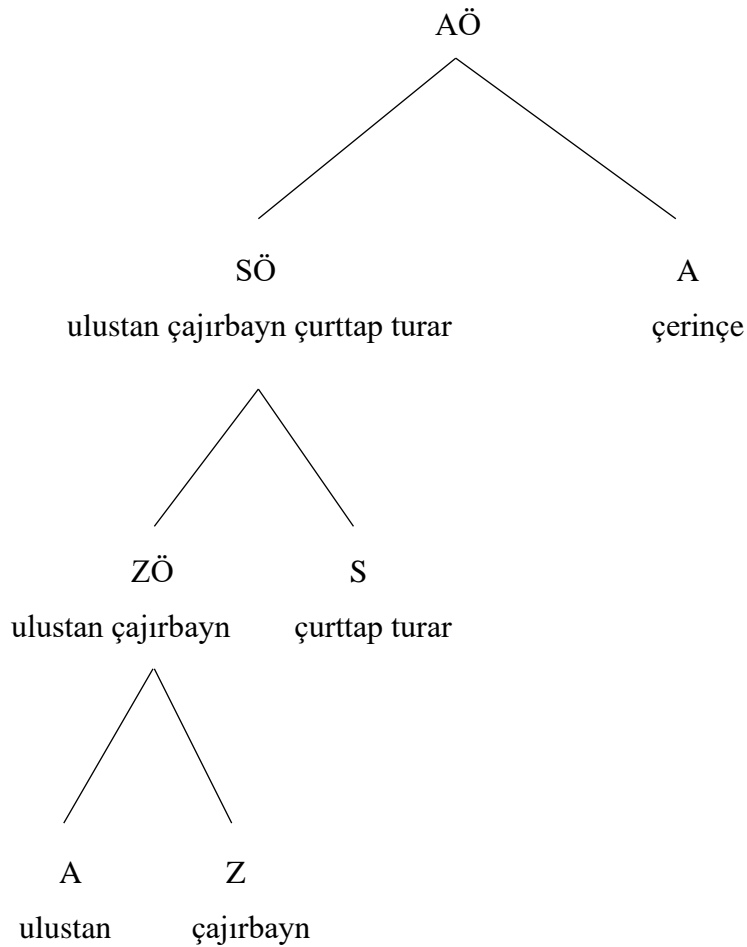 AÖ
SÖ A
ulustan çajırbayn çurttap turar çerinçe
ZÖ S
ulustan çajırbayn çurttap turar
A Z
ulustan çajırbayn